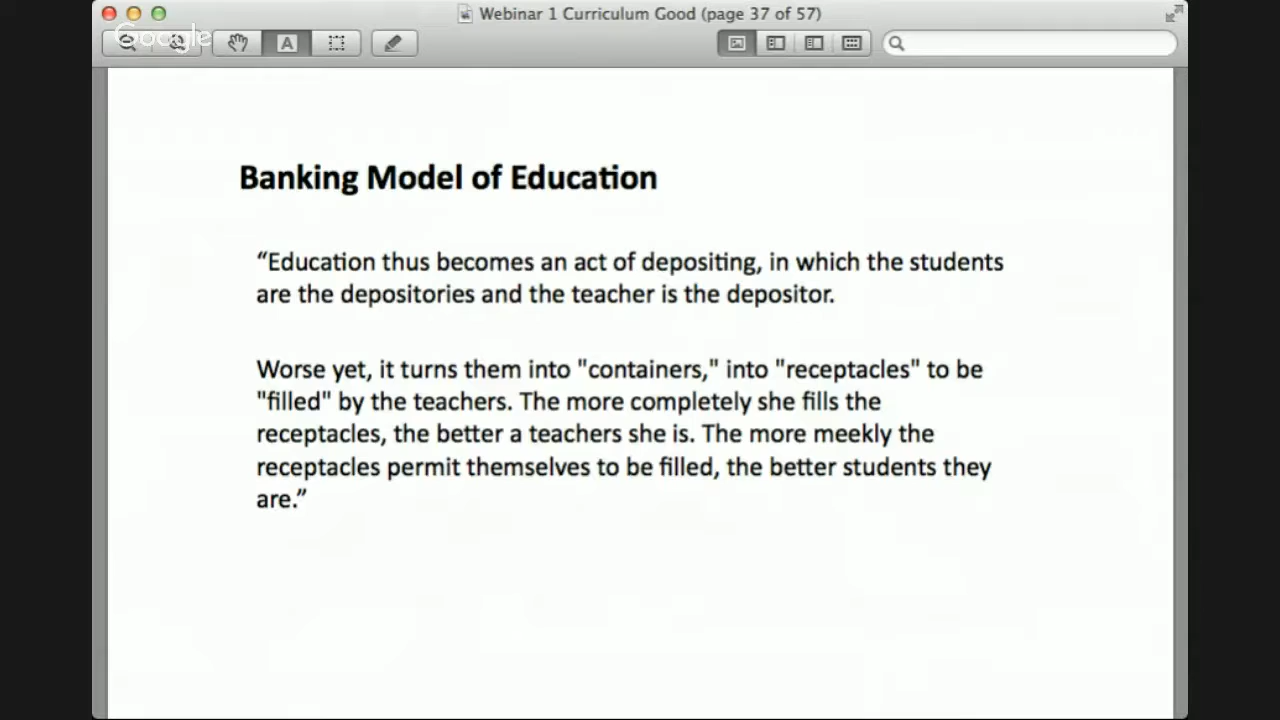 Webinar 1 Curriculum Good (page 37 of 57)
Google
A
Banking Model of Education
“Education thus becomes an act of depositing, in which the students
are the depositories and the teacher is the depositor.
Worse yet, it turns them into "containers," into "receptacles" to be
"filled" by the teachers. The more completely she fills the
receptacles, the better a teachers she is. The more meekly the
receptacles permit themselves to be filled, the better students they
are.”